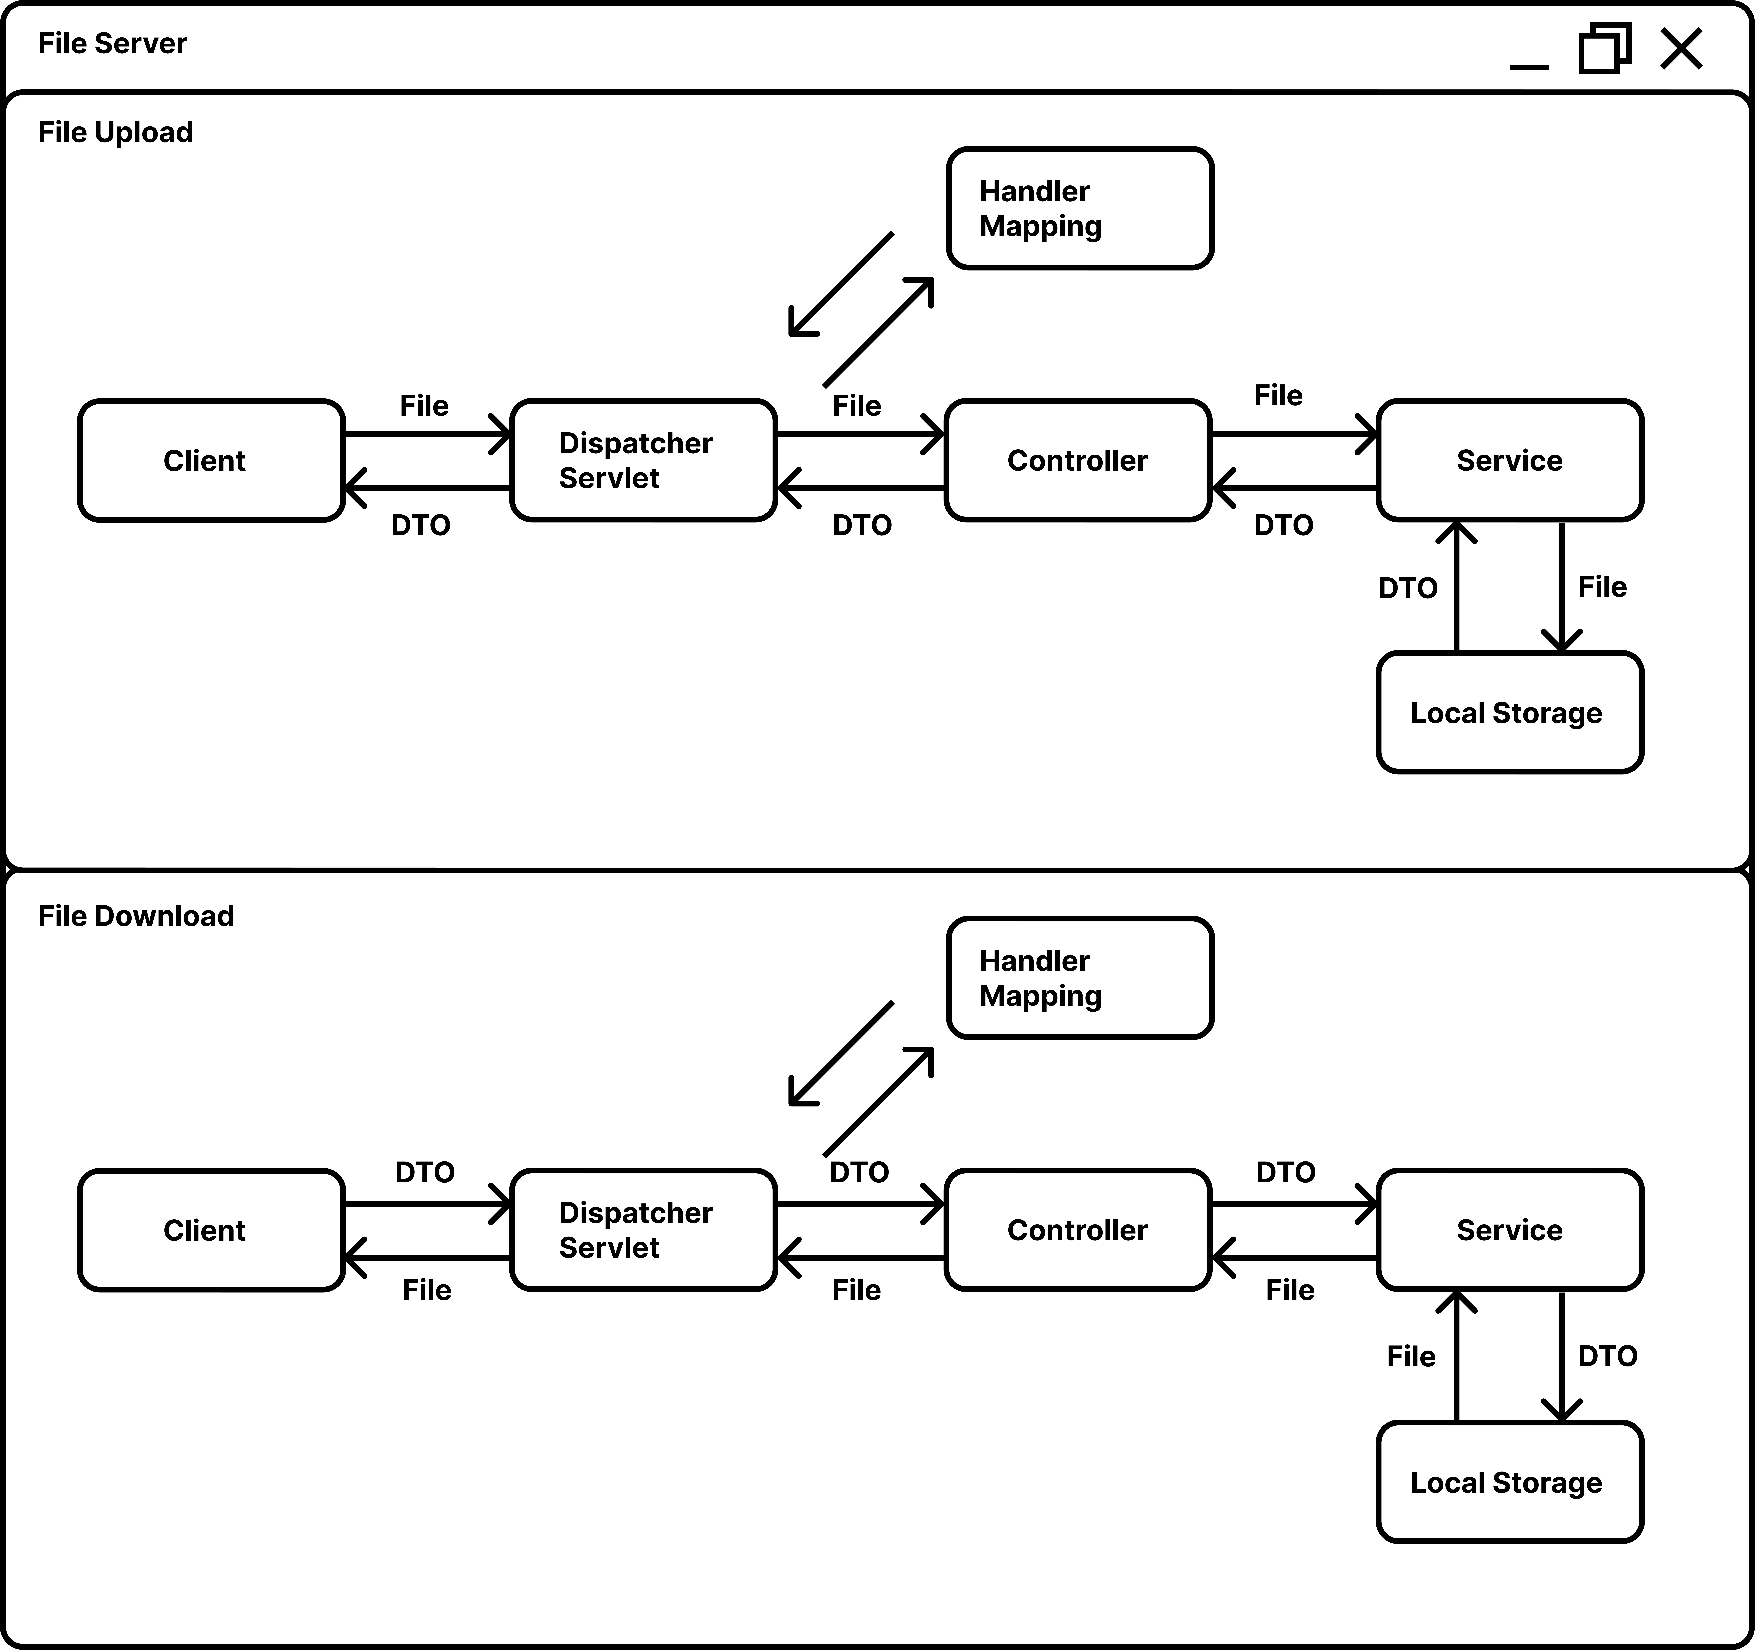 File Server
File Upload
Handler
Mapping
File
File
File
Client
Dispatcher
Servlet
Controller
Service
DTO
DTO
DTO
DTO
File
Local Storage
File Download
Handler
Mapping
DTO
DTO
DTO
Client
Dispatcher
Servlet
Controller
Service
File
File
File
File
DTO
Local Storage